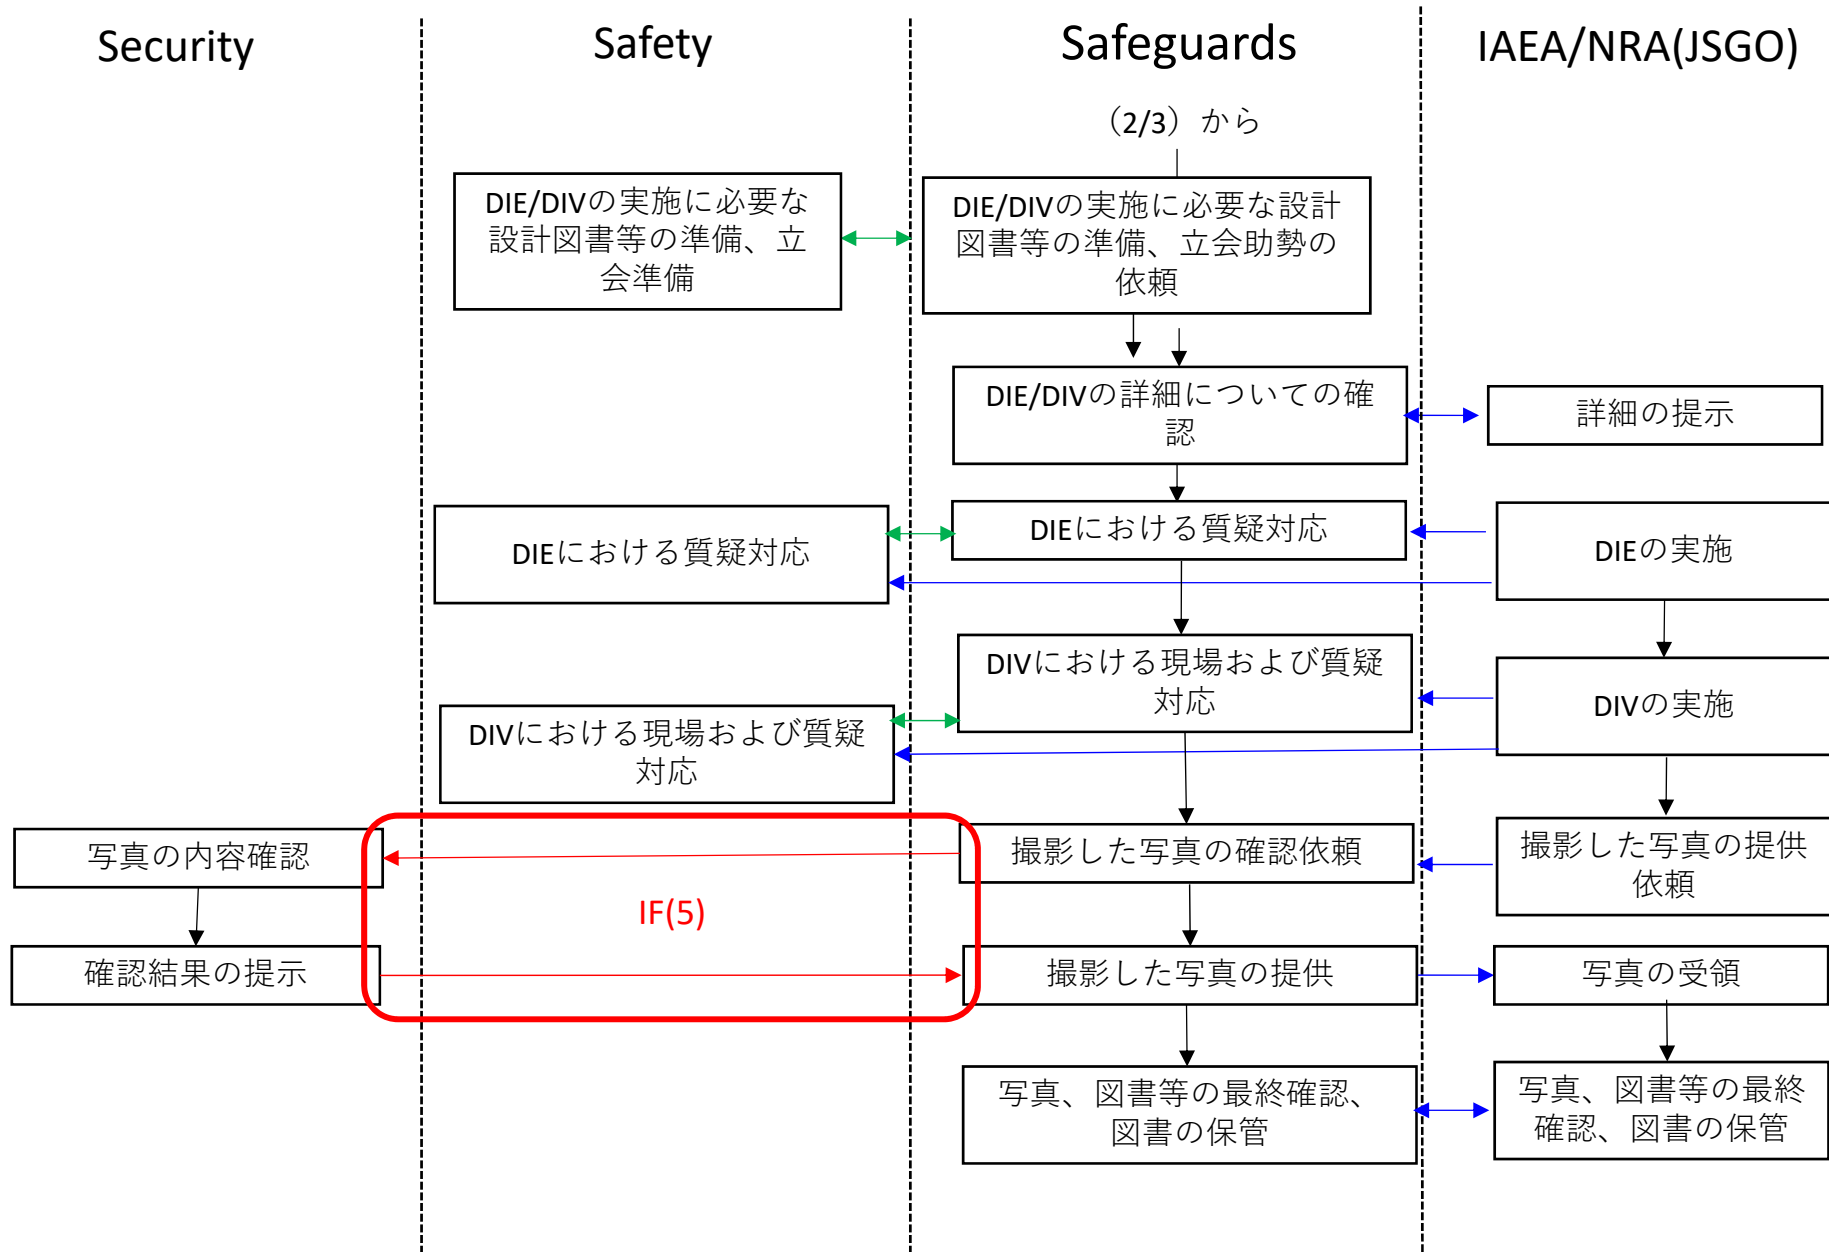 Security
Safety
Safeguards
IAEA/NRA(JSGO)
（2/3）から
DIE/DIVの実施に必要な
設計図書等の準備、立
会準備
DIE/DIVの実施に必要な設計
図書等の準備、立会助勢の
依頼
DIE/DIVの詳細についての確
認
詳細の提示
DIEにおける質疑対応
DIEにおける質疑対応
DIEの実施
DIVにおける現場および質疑
対応
DIVにおける現場および質疑
対応
DIVの実施
写真の内容確認
撮影した写真の確認依頼
撮影した写真の提供
依頼
IF(5)
確認結果の提示
撮影した写真の提供
写真の受領
写真、図書等の最終確認、
図書の保管
写真、図書等の最終
確認、図書の保管